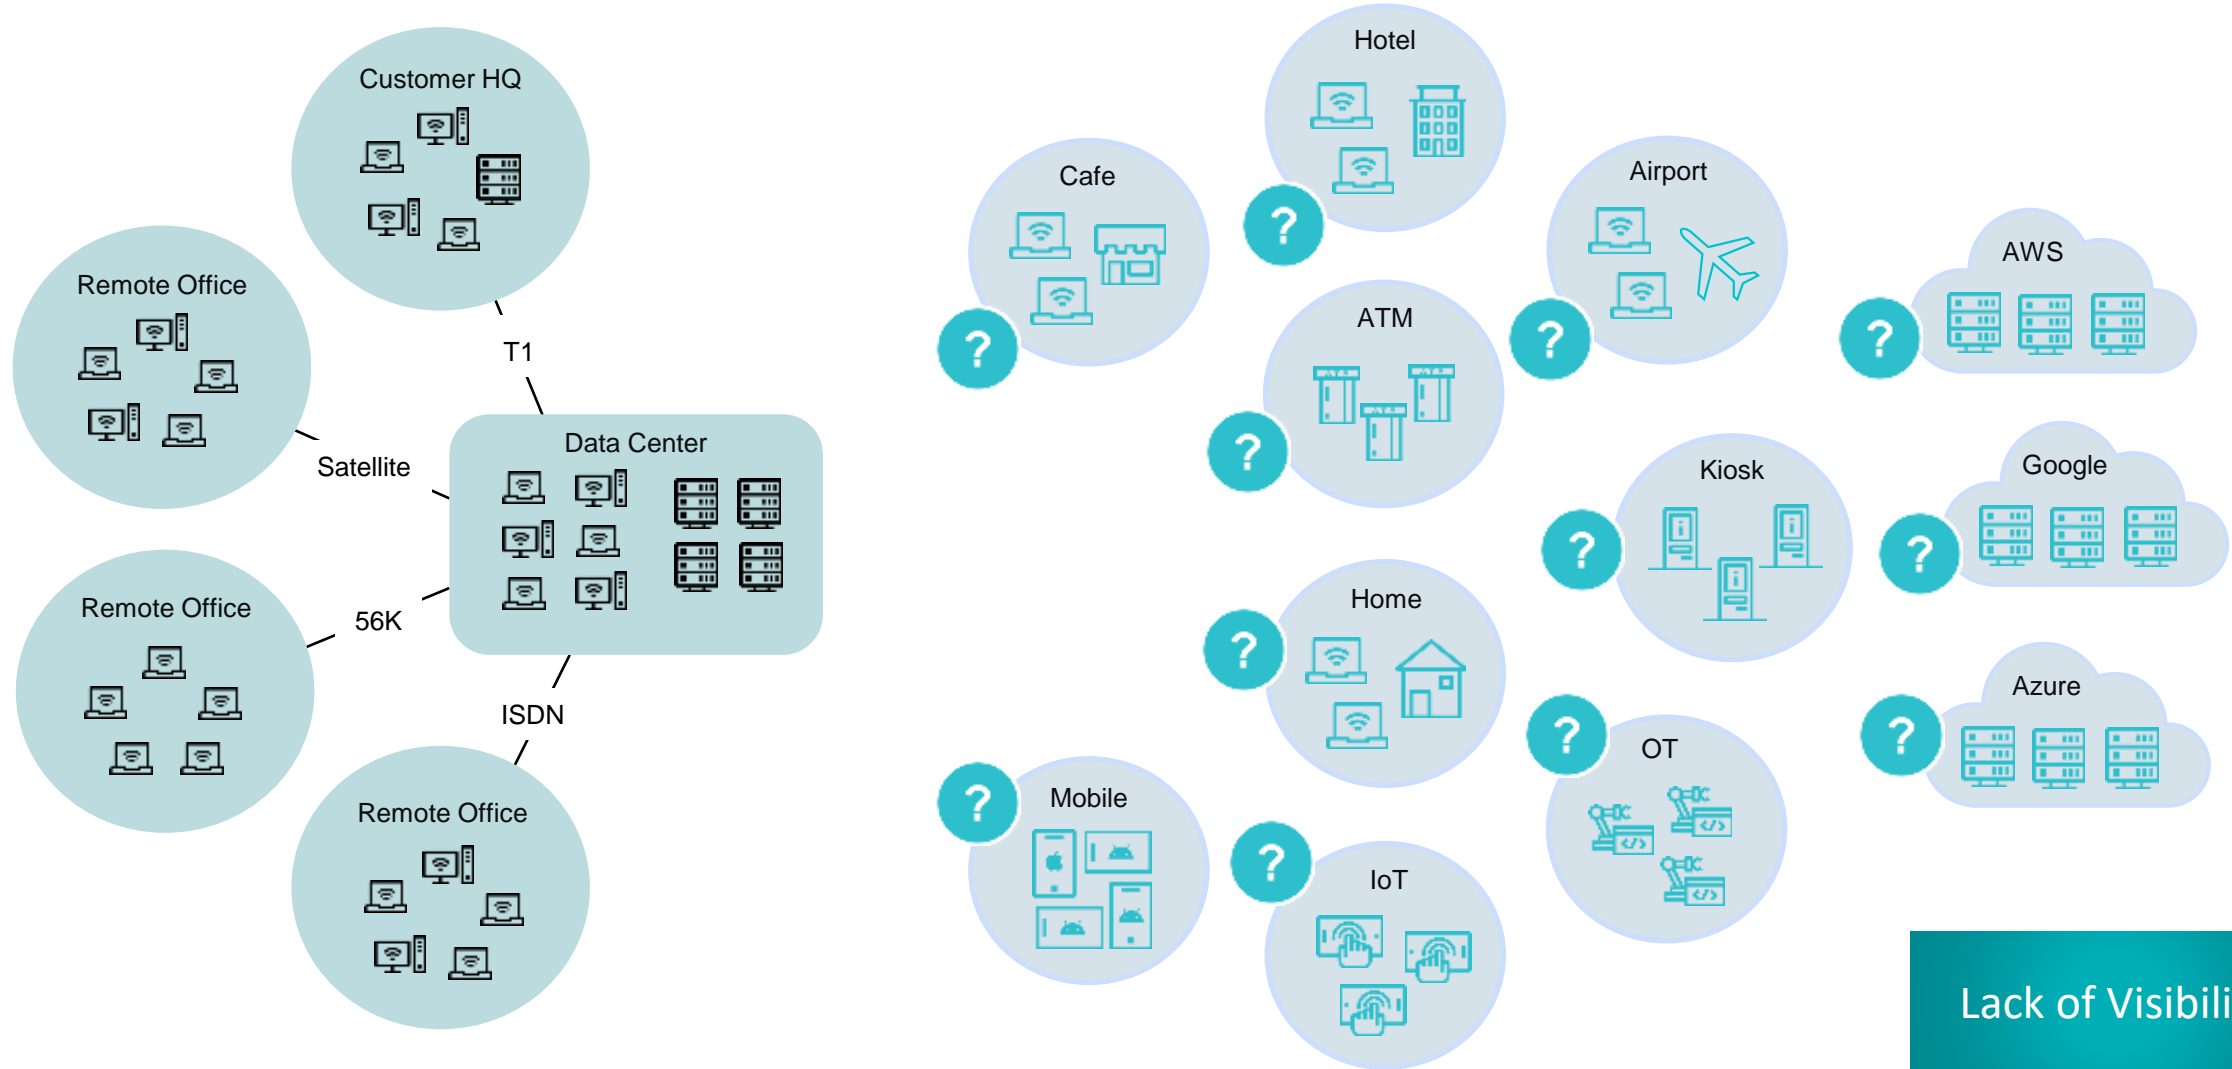 Customer HQ
Remote Office
T1
Data Center
Satellite
Remote Office
56K
ISDN
Remote Office
Hotel
?
Cafe
?
Airport
?
ATM
?
AWS
?
Kiosk
?
Google
?
Home
?
Azure
?
OT
?
Mobile
?
IoT
?
Lack of Visibili